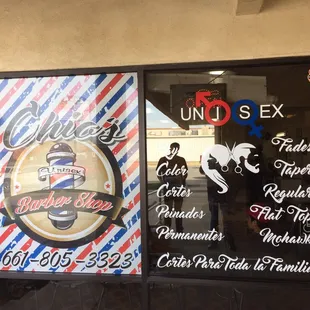 Chio's
Unisex
Barber Shop
661-805-3323
UNISEX
Color
Cortes
Peinados
Permanentes
Fades
Taper
Regular
Flat Top
Mohawk
Cortes Para Toda la Familia